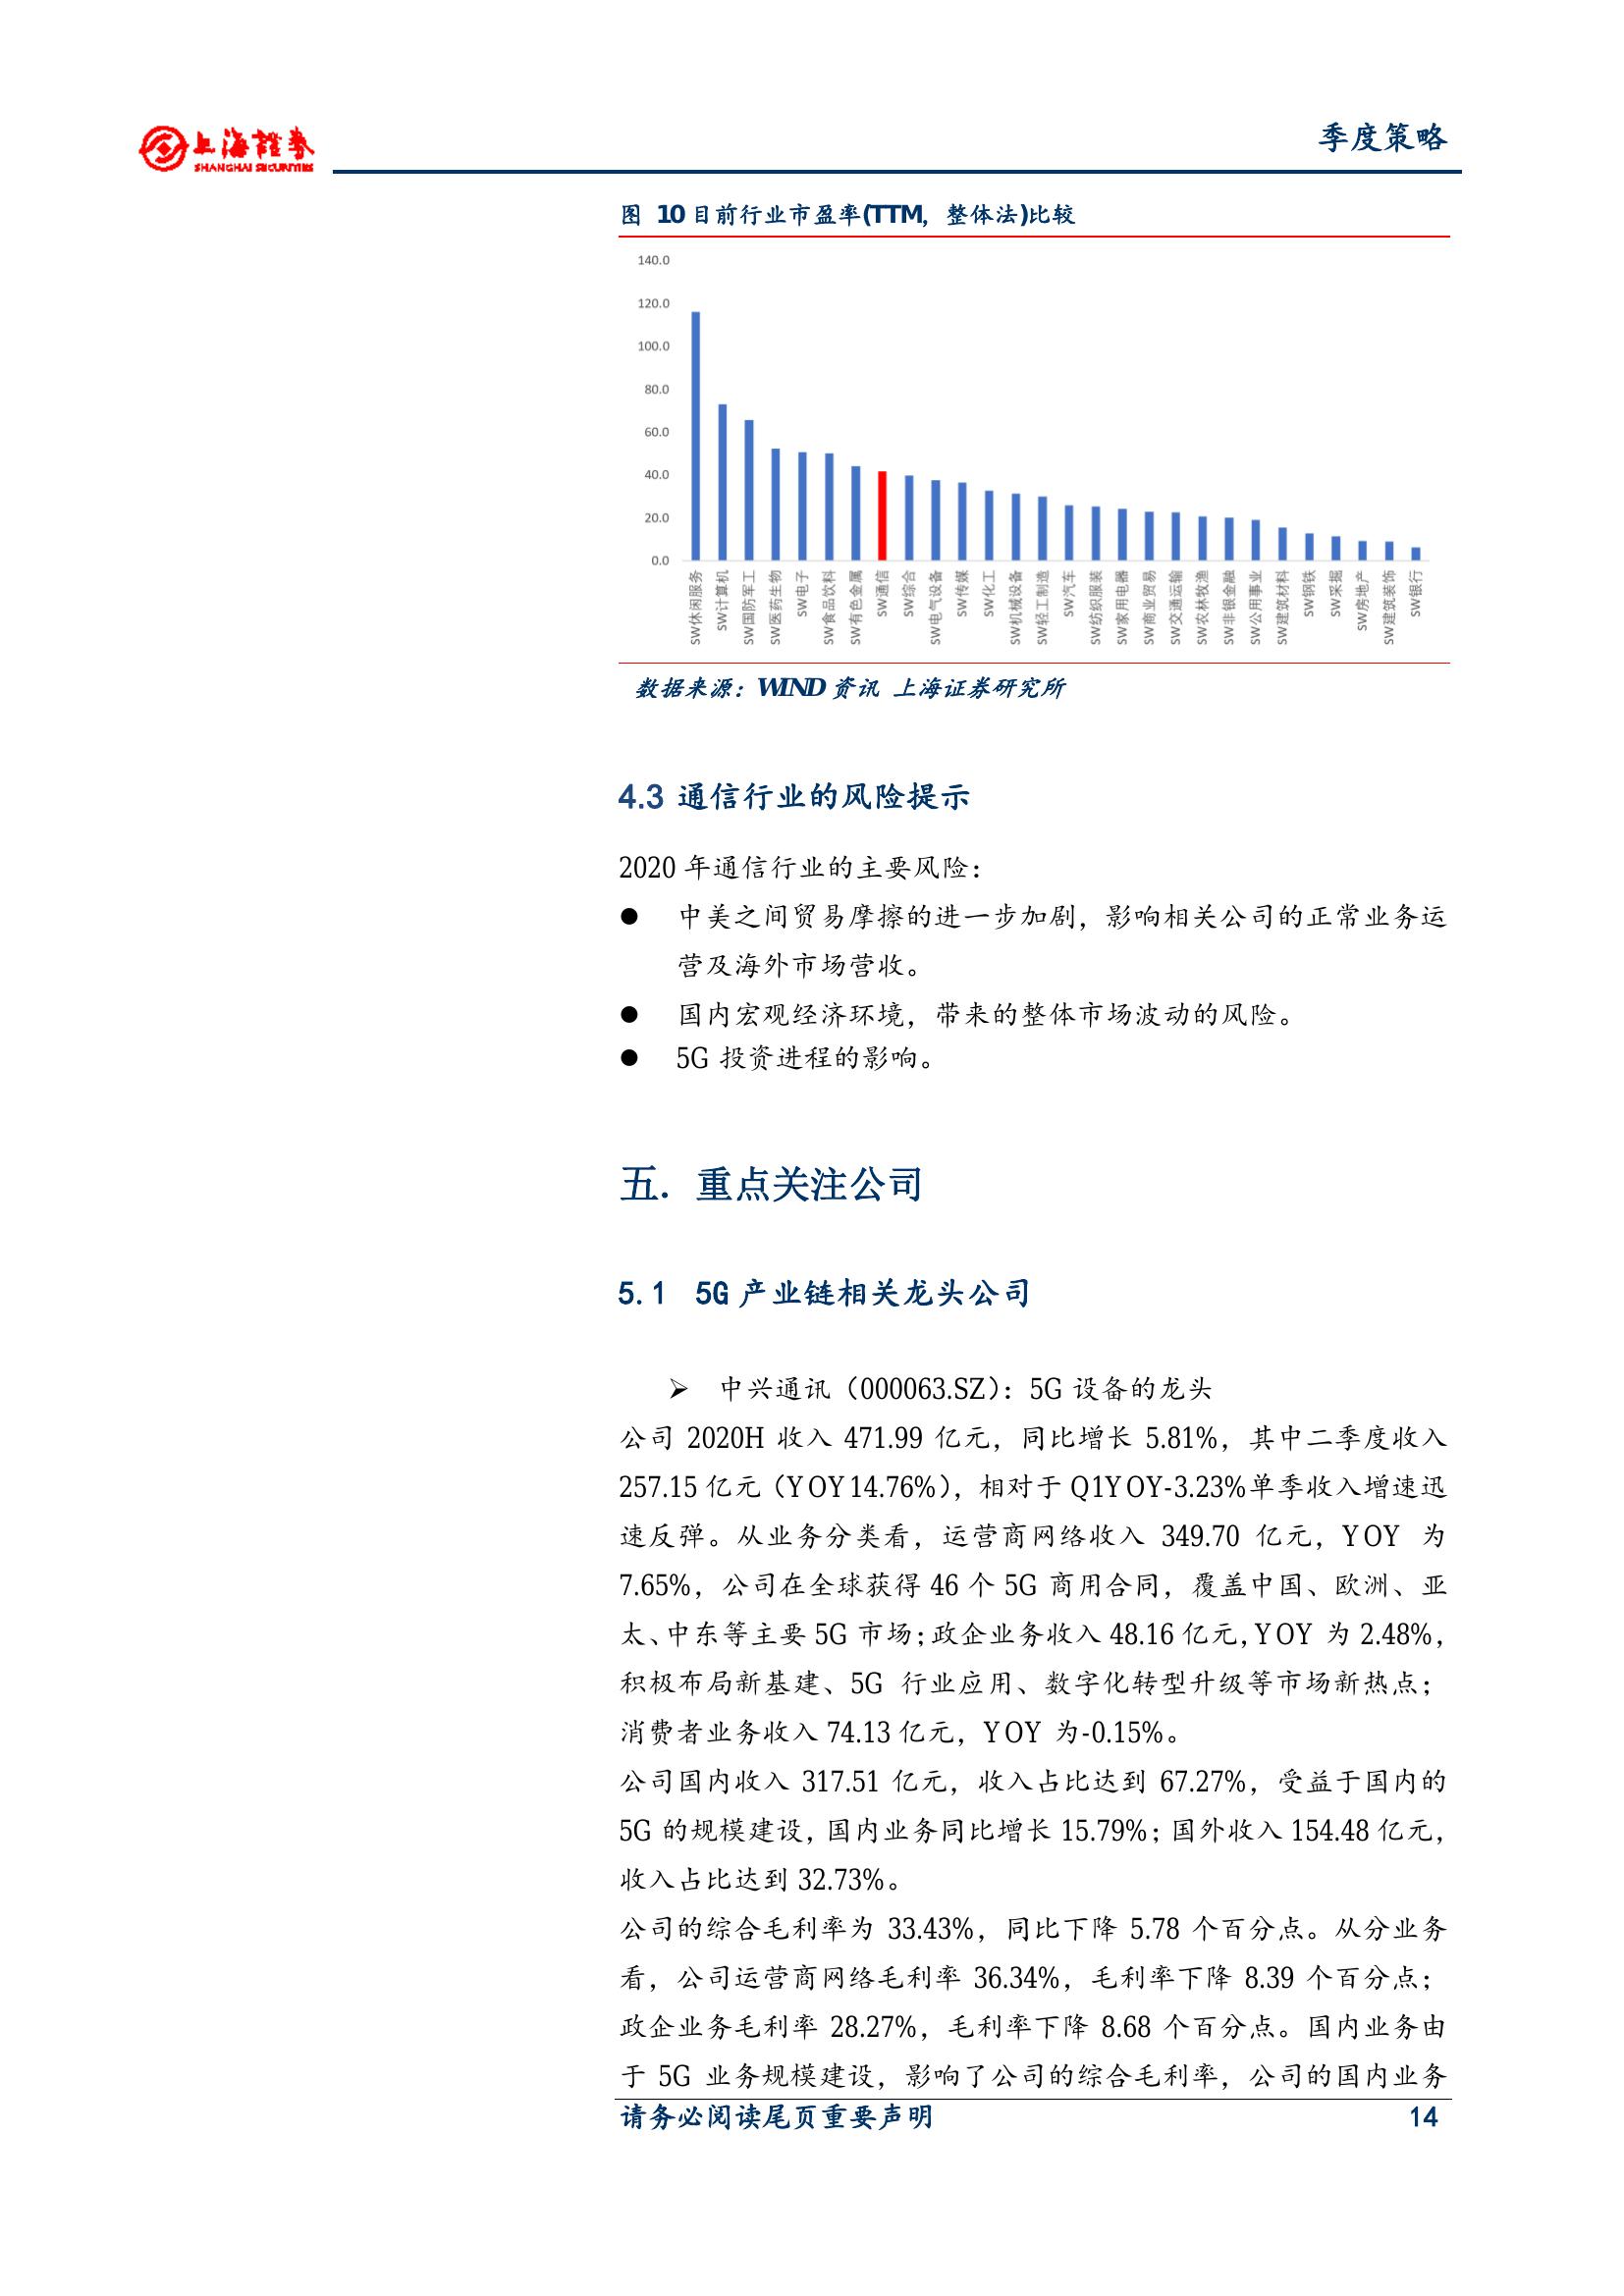 上海證券
SHANGHAI SECURITIES
季度策略
图 10 目前行业市盈率(TTM，整体法)比较
140.0
120.0
100.0
80.0
60.0
40.0
20.0
0.0
SW休闲服务
SW计算机
SW国防军工
SW医药生物
SW电子
SW食品饮料
SW有色金属
SW通信
SW综合
SW电气设备
SW传媒
SW化工
SW机械设备
SW轻工制造
SW汽车
SW纺织服装
SW家用电器
SW商业贸易
SW交通运输
SW农林牧渔
SW非银金融
SW公用事业
SW建筑材料
SW钢铁
SW采掘
SW房地产
SW建筑装饰
SW银行
数据来源：WIND 资讯 上海证券研究所
4.3 通信行业的风险提示
2020 年通信行业的主要风险：
● 中美之间贸易摩擦的进一步加剧，影响相关公司的正常业务运
营及海外市场营收。
● 国内宏观经济环境，带来的整体市场波动的风险。
● 5G 投资进程的影响。
五. 重点关注公司
5.1 5G 产业链相关龙头公司
➢ 中兴通讯（000063.SZ）：5G 设备的龙头
公司 2020H 收入 471.99 亿元，同比增长 5.81%，其中二季度收入
257.15 亿元（YOY14.76%），相对于 Q1YOY-3.23%单季收入增速迅
速反弹。从业务分类看，运营商网络收入 349.70 亿元，YOY 为
7.65%，公司在全球获得 46 个 5G 商用合同，覆盖中国、欧洲、亚
太、中东等主要 5G 市场；政企业务收入 48.16 亿元，YOY 为 2.48%，
积极布局新基建、5G 行业应用、数字化转型升级等市场新热点；
消费者业务收入 74.13 亿元，YOY 为-0.15%。
公司国内收入 317.51 亿元，收入占比达到 67.27%，受益于国内的
5G 的规模建设，国内业务同比增长 15.79%；国外收入 154.48 亿元，
收入占比达到 32.73%。
公司的综合毛利率为 33.43%，同比下降 5.78 个百分点。从分业务
看，公司运营商网络毛利率 36.34%，毛利率下降 8.39 个百分点；
政企业务毛利率 28.27%，毛利率下降 8.68 个百分点。国内业务由
于 5G 业务规模建设，影响了公司的综合毛利率，公司的国内业务
请务必阅读尾页重要声明
14